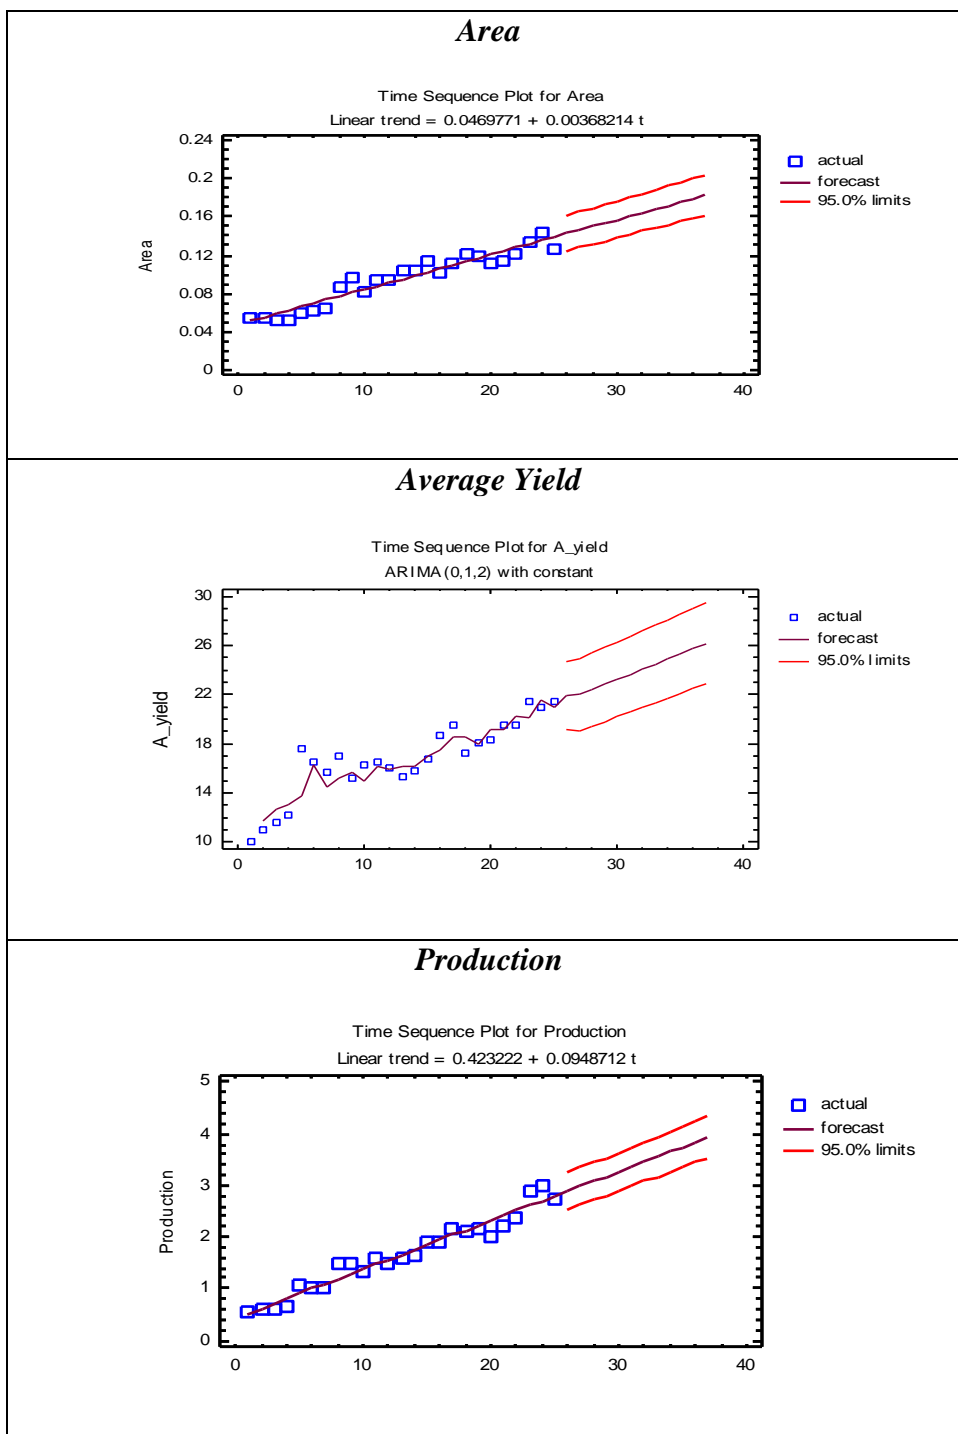 Area
Time Sequence Plot for Area
Linear trend = 0.0469771 + 0.00368214 t
0.24
0.2
0.16
0.12
0.08
0.04
0
Area
0 10 20 30 40
actual
forecast
95.0% limits
Average Yield
Time Sequence Plot for A_yield
ARIMA(0,1,2) with constant
30
26
22
18
14
10
A_yield
0 10 20 30 40
actual
forecast
95.0% limits
Production
Time Sequence Plot for Production
Linear trend = 0.423222 + 0.0948712 t
5
4
3
2
1
0
Production
0 10 20 30 40
actual
forecast
95.0% limits